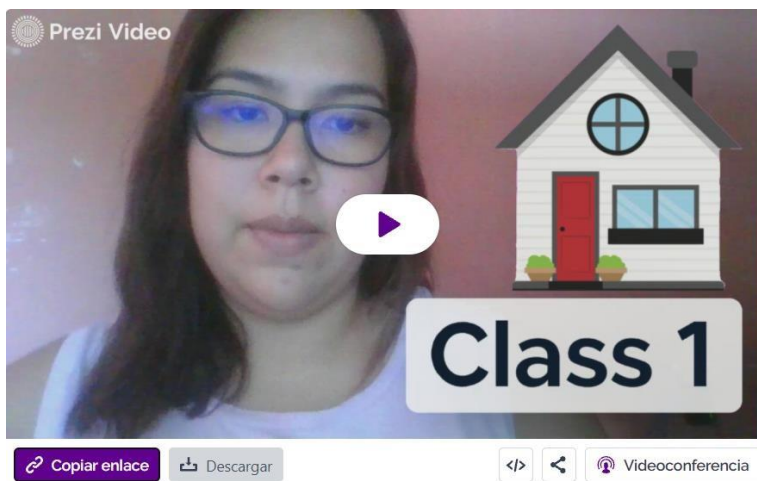 Prezi Video
Class 1
Copiar enlace
Descargar
</>
Videoconferencia